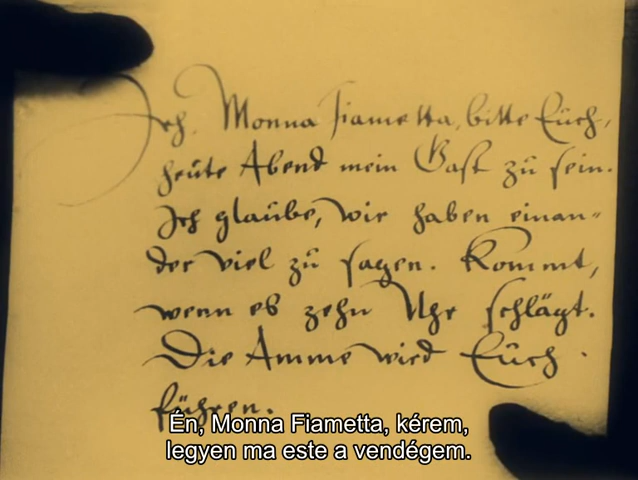 Ich, Monna Fiametta, bitte Euch,
heute Abend mein Gast zu sein.
Ich glaube, wir haben einan=
der viel zu sagen. Kommt,
wenn es zehn Uhr schlägt.
Die Amme wird Euch
führen.
Én, Monna Fiametta, kérem,
legyen ma este a vendégem.